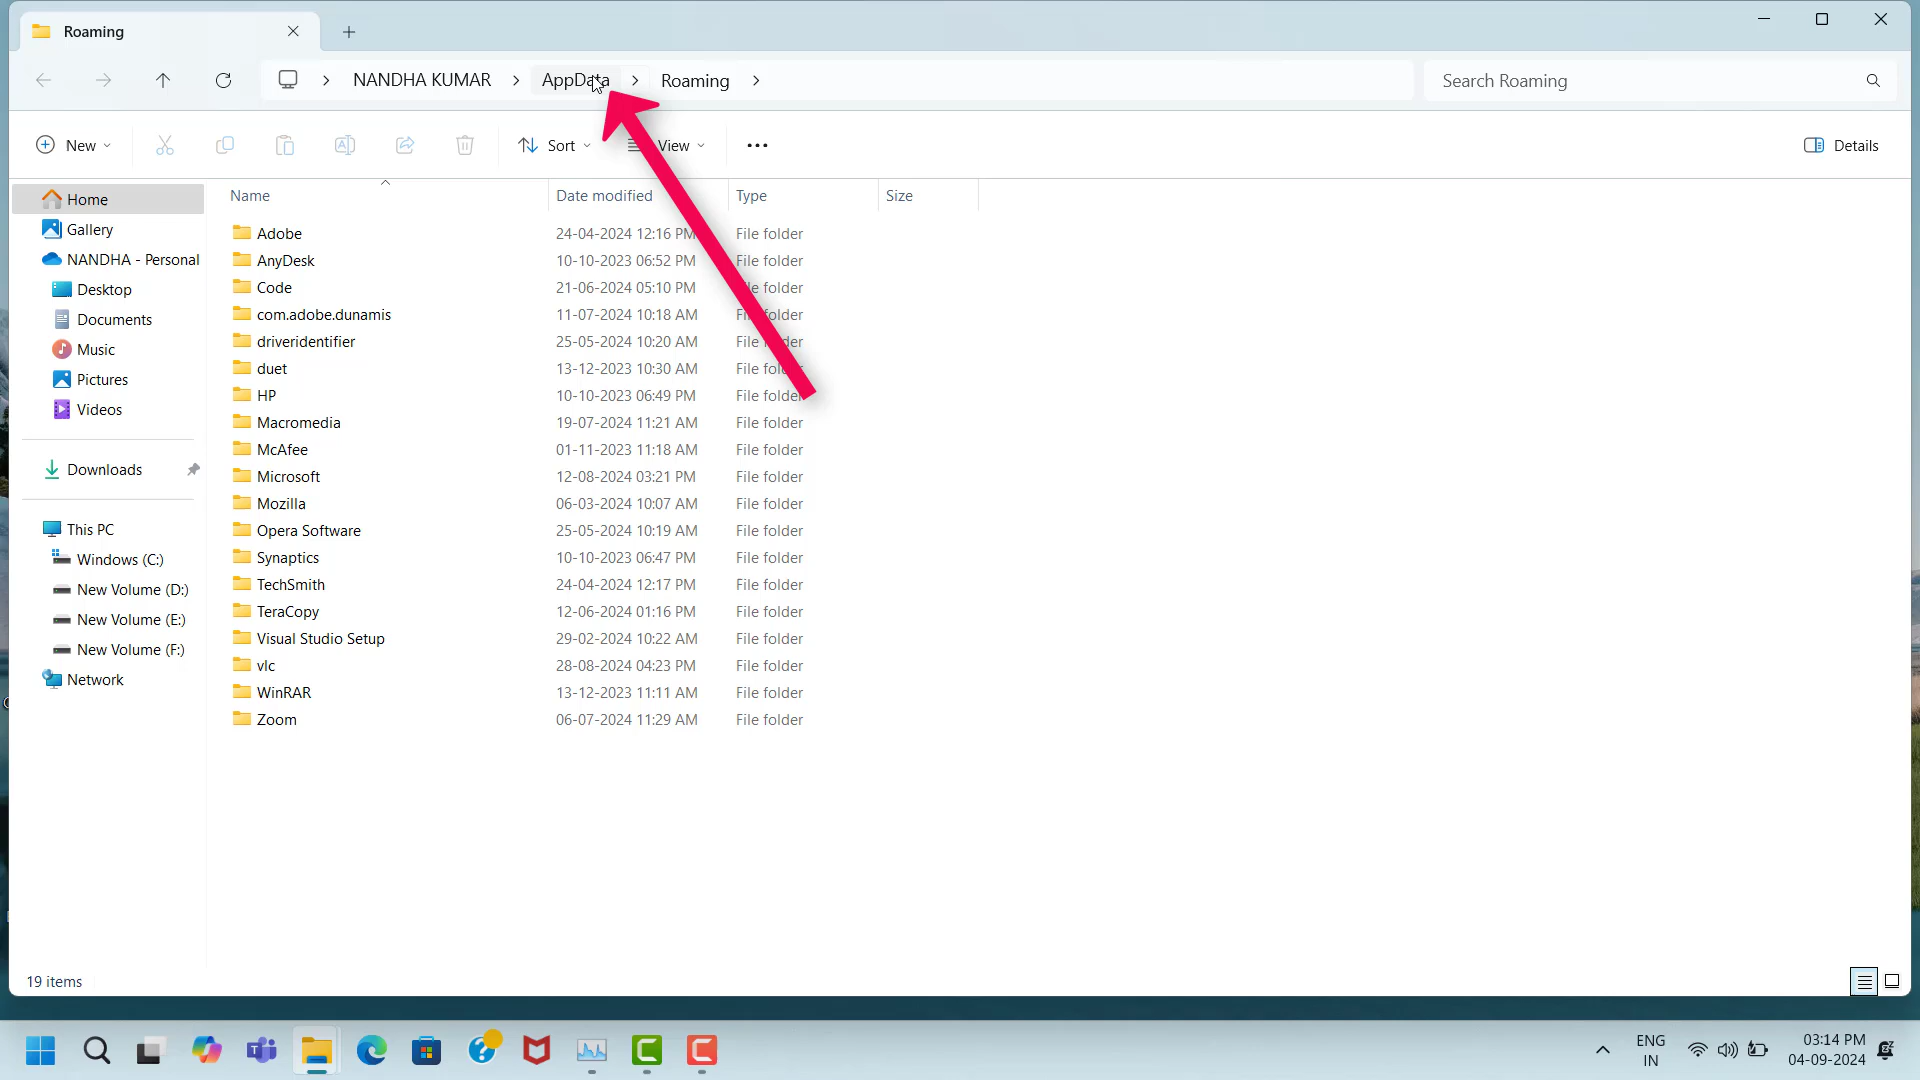 Roaming
NANDHA KUMAR
AppData
Roaming
Search Roaming
New
Sort
View
Details
Name
Date modified
Type
Size
Home
Gallery
NANDHA - Personal
Desktop
Documents
Music
Pictures
Videos
Downloads
This PC
Windows (C:)
New Volume (D:)
New Volume (E:)
New Volume (F:)
Network
Adobe 24-04-2024 12:16 PM File folder
AnyDesk 10-10-2023 06:52 PM File folder
Code 21-06-2024 05:10 PM folder
com.adobe.dunamis 11-07-2024 10:18 AM
driveridentifier 25-05-2024 10:20 AM File
duet 13-12-2023 10:30 AM File
HP 10-10-2023 06:49 PM File folder
Macromedia 19-07-2024 11:21 AM File folder
McAfee 01-11-2023 11:18 AM File folder
Microsoft 12-08-2024 03:21 PM File folder
Mozilla 06-03-2024 10:07 AM File folder
Opera Software 25-05-2024 10:19 AM File folder
Synaptics 10-10-2023 06:47 PM File folder
TechSmith 24-04-2024 12:17 PM File folder
TeraCopy 12-06-2024 01:16 PM File folder
Visual Studio Setup 29-02-2024 10:22 AM File folder
vlc 28-08-2024 04:23 PM File folder
WinRAR 13-12-2023 11:11 AM File folder
Zoom 06-07-2024 11:29 AM File folder
19 items
ENG
IN
03:14 PM
04-09-2024